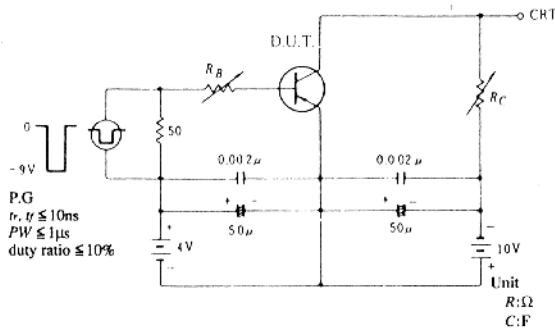 CRT
D.U.T.
R_B
R_C
0
50
-9V
0.002μ
0.002μ
P.G
tr, tf ≦ 10ns
PW ≦ 1μs
duty ratio ≦ 10%
+ -
+ -
50μ
50μ
+
4V
-
-
10V
+
Unit
R:Ω
C:F